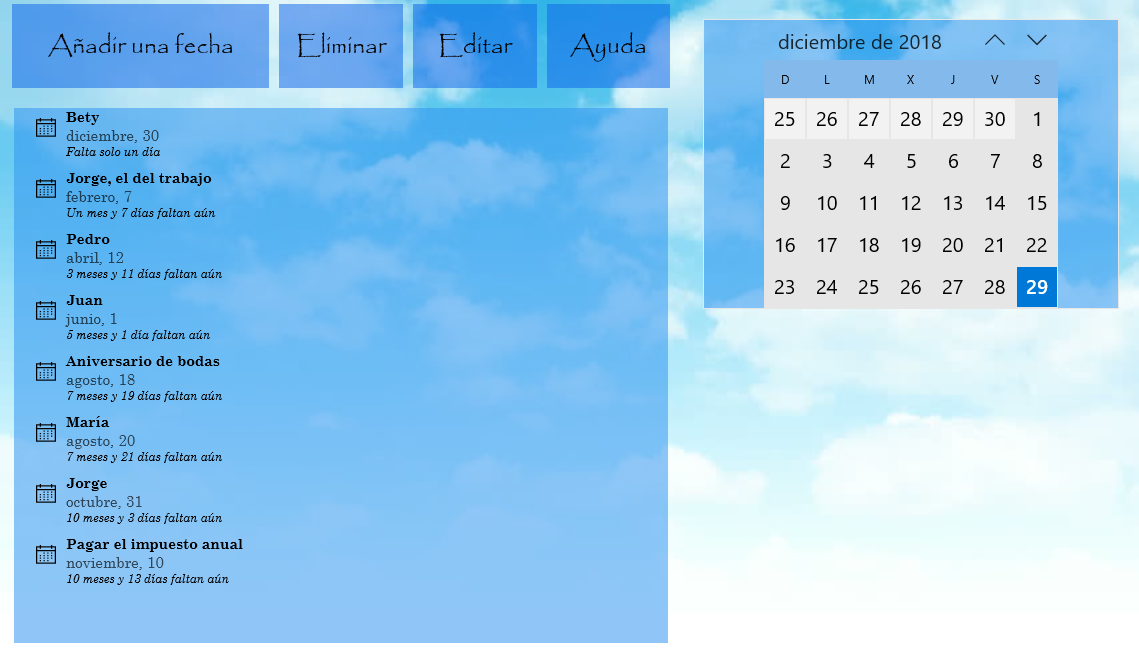 Añadir una fecha
Eliminar
Editar
Ayuda
Bety
diciembre, 30
Falta solo un día
Jorge, el del trabajo
febrero, 7
Un mes y 7 días faltan aún
Pedro
abril, 12
3 meses y 11 días faltan aún
Juan
junio, 1
5 meses y 1 día faltan aún
Aniversario de bodas
agosto, 18
7 meses y 19 días faltan aún
María
agosto, 20
7 meses y 21 días faltan aún
Jorge
octubre, 31
10 meses y 3 días faltan aún
Pagar el impuesto anual
noviembre, 10
10 meses y 13 días faltan aún
diciembre de 2018
D L M X J V S
25 26 27 28 29 30 1
2 3 4 5 6 7 8
9 10 11 12 13 14 15
16 17 18 19 20 21 22
23 24 25 26 27 28 29